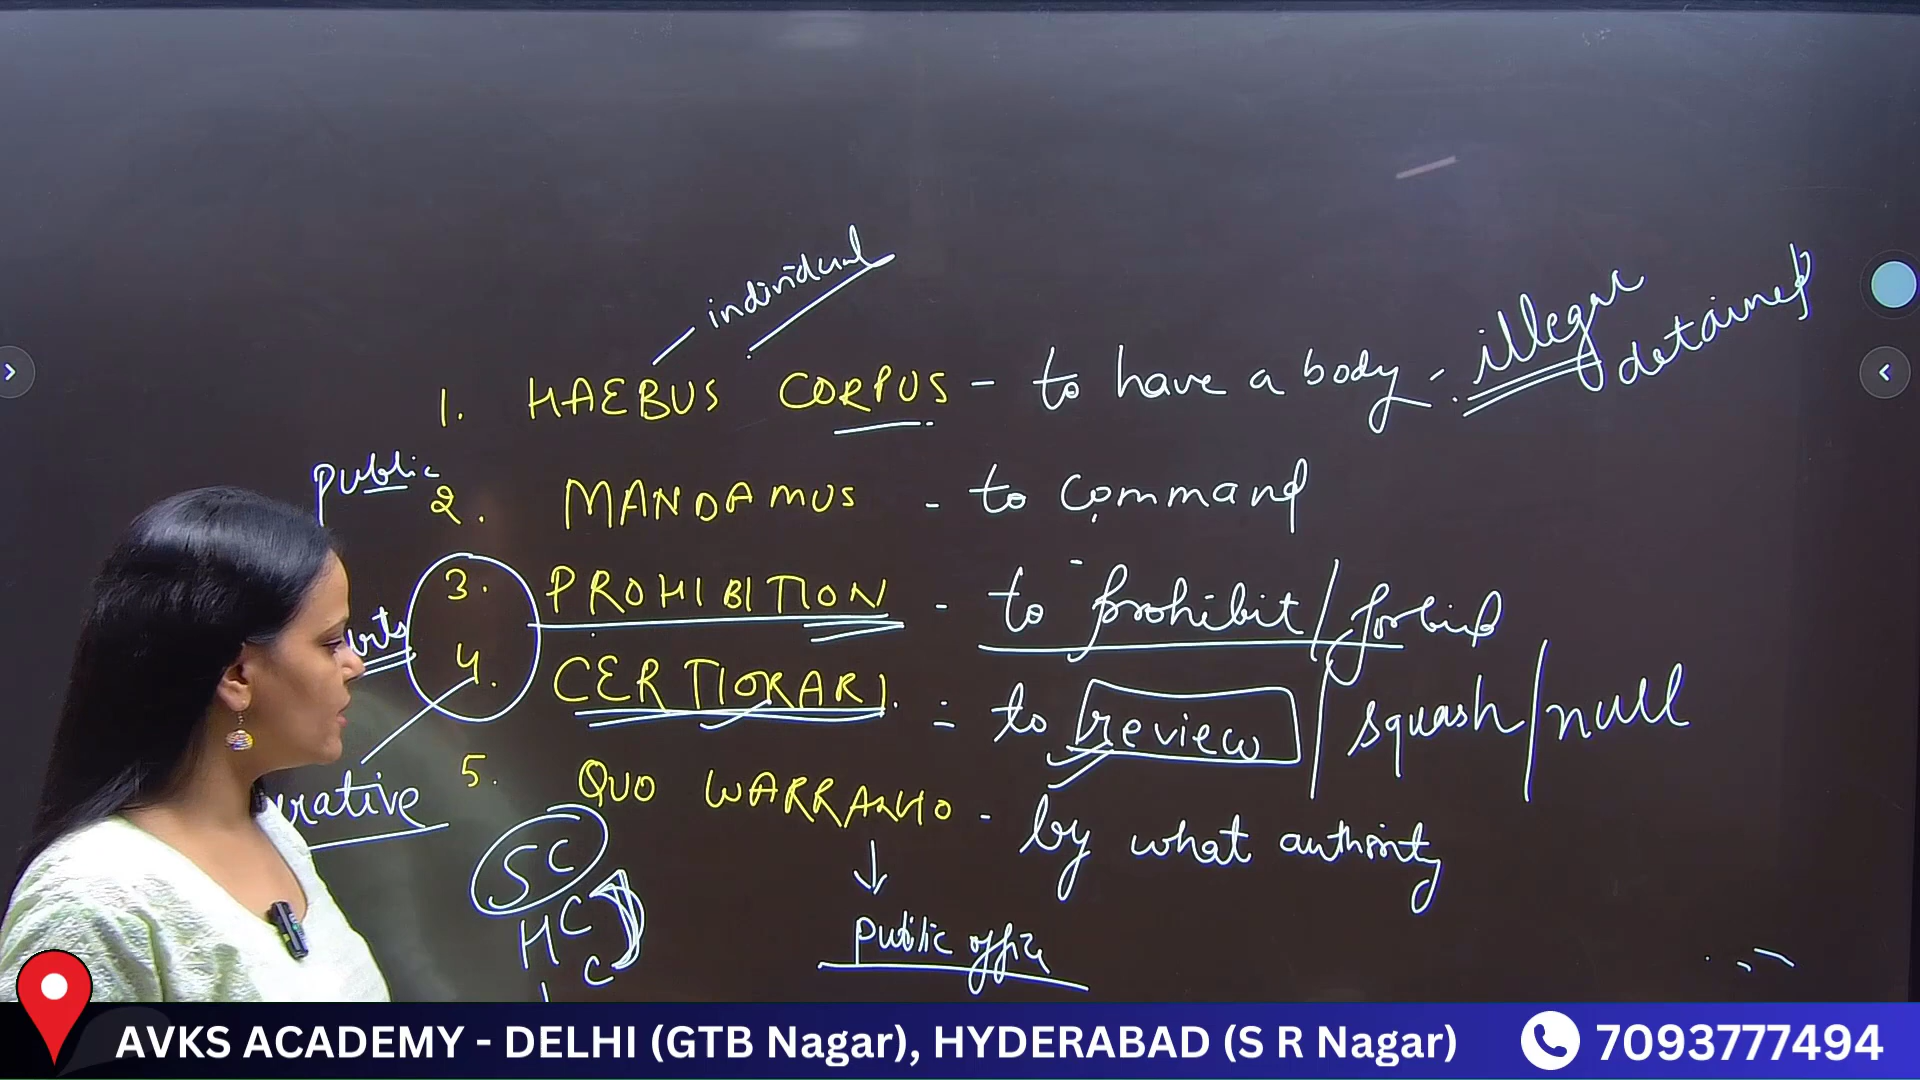 individual
1. HAEBUS CORPUS - to have a body - illegal detained
public
2. MANDAMUS - to command
3. PROHIBITION - to prohibit / forbid
4. CERTIORARI. = to review / squash / null
5. QUO WARRANTO - by what authority
SC
HC
C
public office
AVKS ACADEMY - DELHI (GTB Nagar), HYDERABAD (S R Nagar) 7093777494